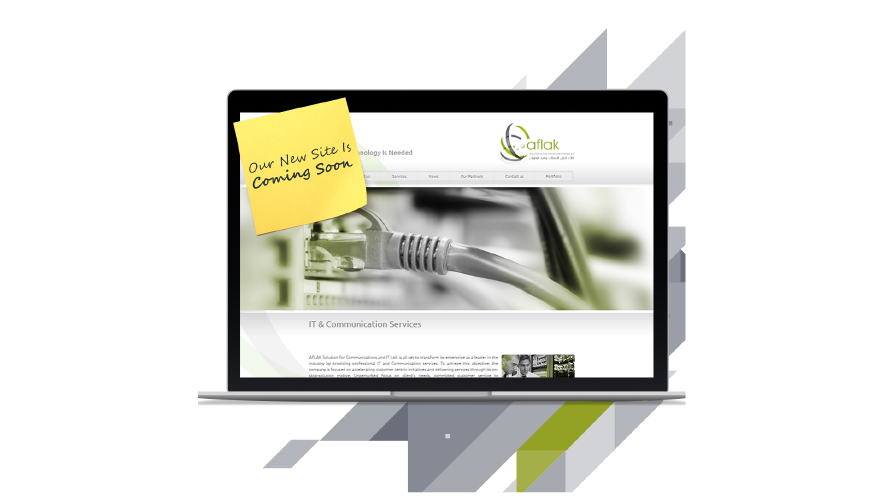 Our New Site Is
Coming Soon
nology Is Needed
aflak
Services
News
Our Partners
Contact us
Portfolio
IT & Communication Services
AFLAK Solution for Communications and IT Ltd. is all set to transform its enterprise as a leader in the
industry by providing professional IT and Communication services. To achieve this objective, the
company is focused on accelerating customer centric initiatives and delivering services through its on-